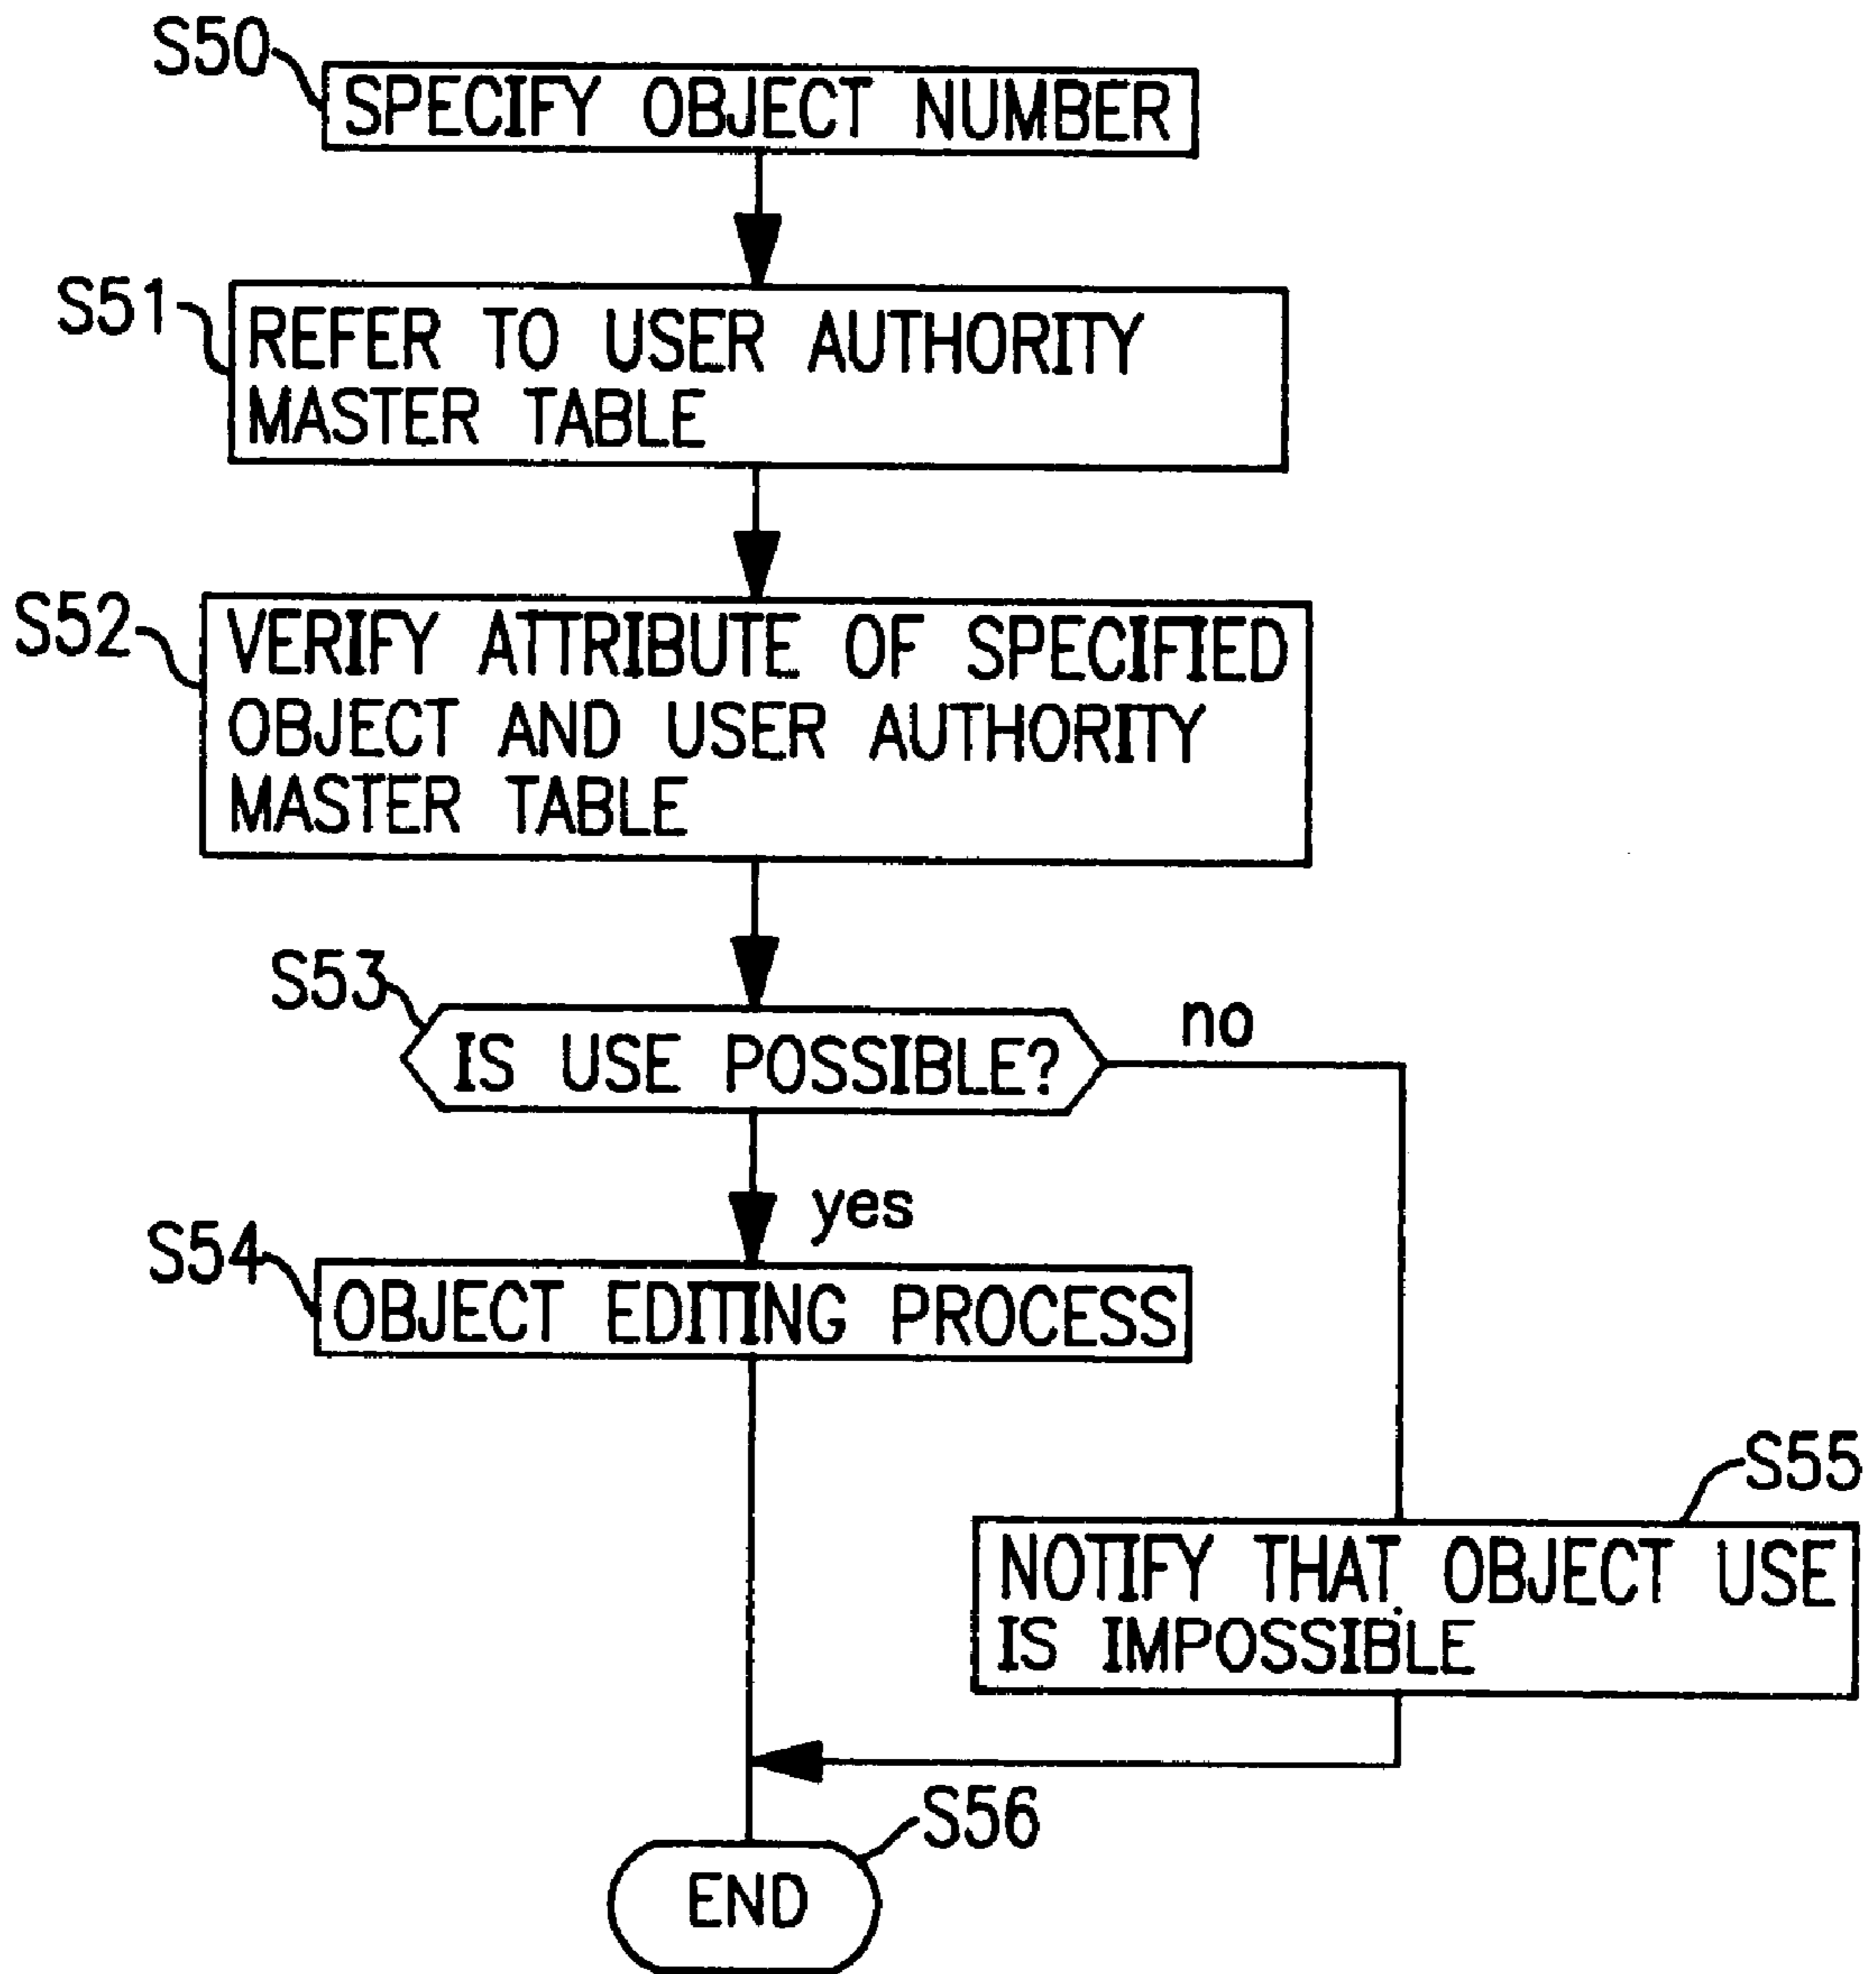 S50
SPECIFY OBJECT NUMBER
S51
REFER TO USER AUTHORITY
MASTER TABLE
S52
VERIFY ATTRIBUTE OF SPECIFIED
OBJECT AND USER AUTHORITY
MASTER TABLE
S53
IS USE POSSIBLE?
no
yes
S54
OBJECT EDITING PROCESS
S55
NOTIFY THAT OBJECT USE
IS IMPOSSIBLE
S56
END